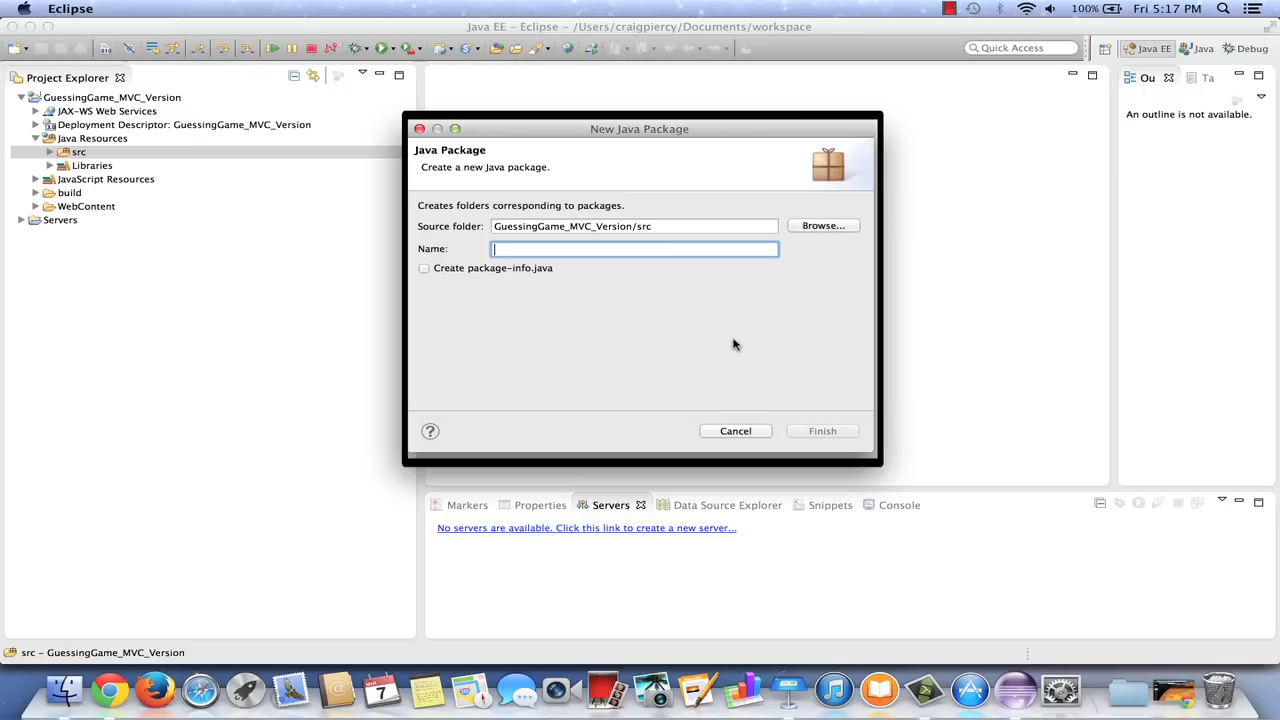 Eclipse
100%
Fri 5:17 PM
Java EE - Eclipse - /Users/craigpiercy/Documents/workspace
Quick Access
Java EE
Java
Debug
Project Explorer
GuessingGame_MVC_Version
JAX-WS Web Services
Deployment Descriptor: GuessingGame_MVC_Version
Java Resources
src
Libraries
JavaScript Resources
build
WebContent
Servers
New Java Package
Java Package
Create a new Java package.
Creates folders corresponding to packages.
Source folder:
GuessingGame_MVC_Version/src
Browse...
Name:
Create package-info.java
?
Cancel
Finish
Ou
Ta
An outline is not available.
Markers
Properties
Servers
Data Source Explorer
Snippets
Console
No servers are available. Click this link to create a new server...
src - GuessingGame_MVC_Version
7